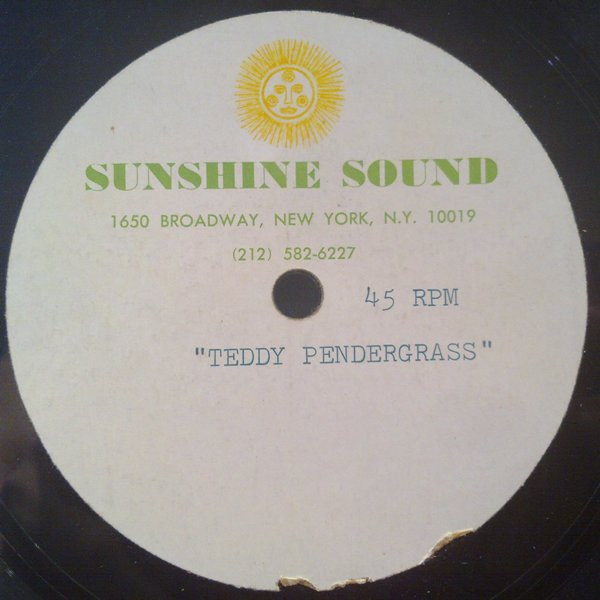 SUNSHINE SOUND
1650 BROADWAY, NEW YORK, N.Y. 10019
(212) 582-6227
45 RPM
"TEDDY PENDERGRASS"